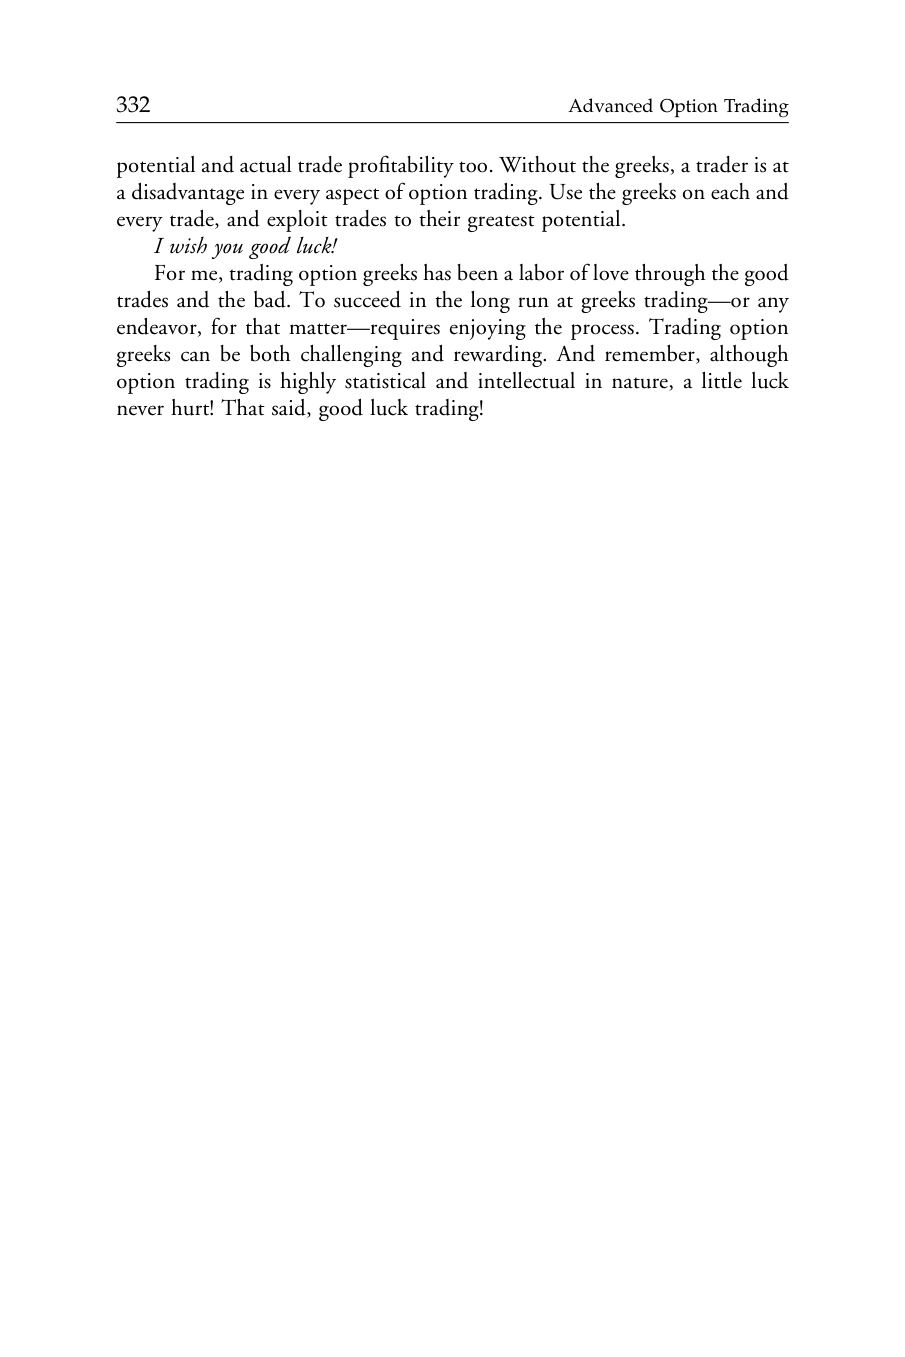 332 Advanced Option Trading
potential and actual trade profitability too. Without the greeks, a trader is at
a disadvantage in every aspect of option trading. Use the greeks on each and
every trade, and exploit trades to their greatest potential.
I wish you good luck!
For me, trading option greeks has been a labor of love through the good
trades and the bad. To succeed in the long run at greeks trading—or any
endeavor, for that matter—requires enjoying the process. Trading option
greeks can be both challenging and rewarding. And remember, although
option trading is highly statistical and intellectual in nature, a little luck
never hurt! That said, good luck trading!